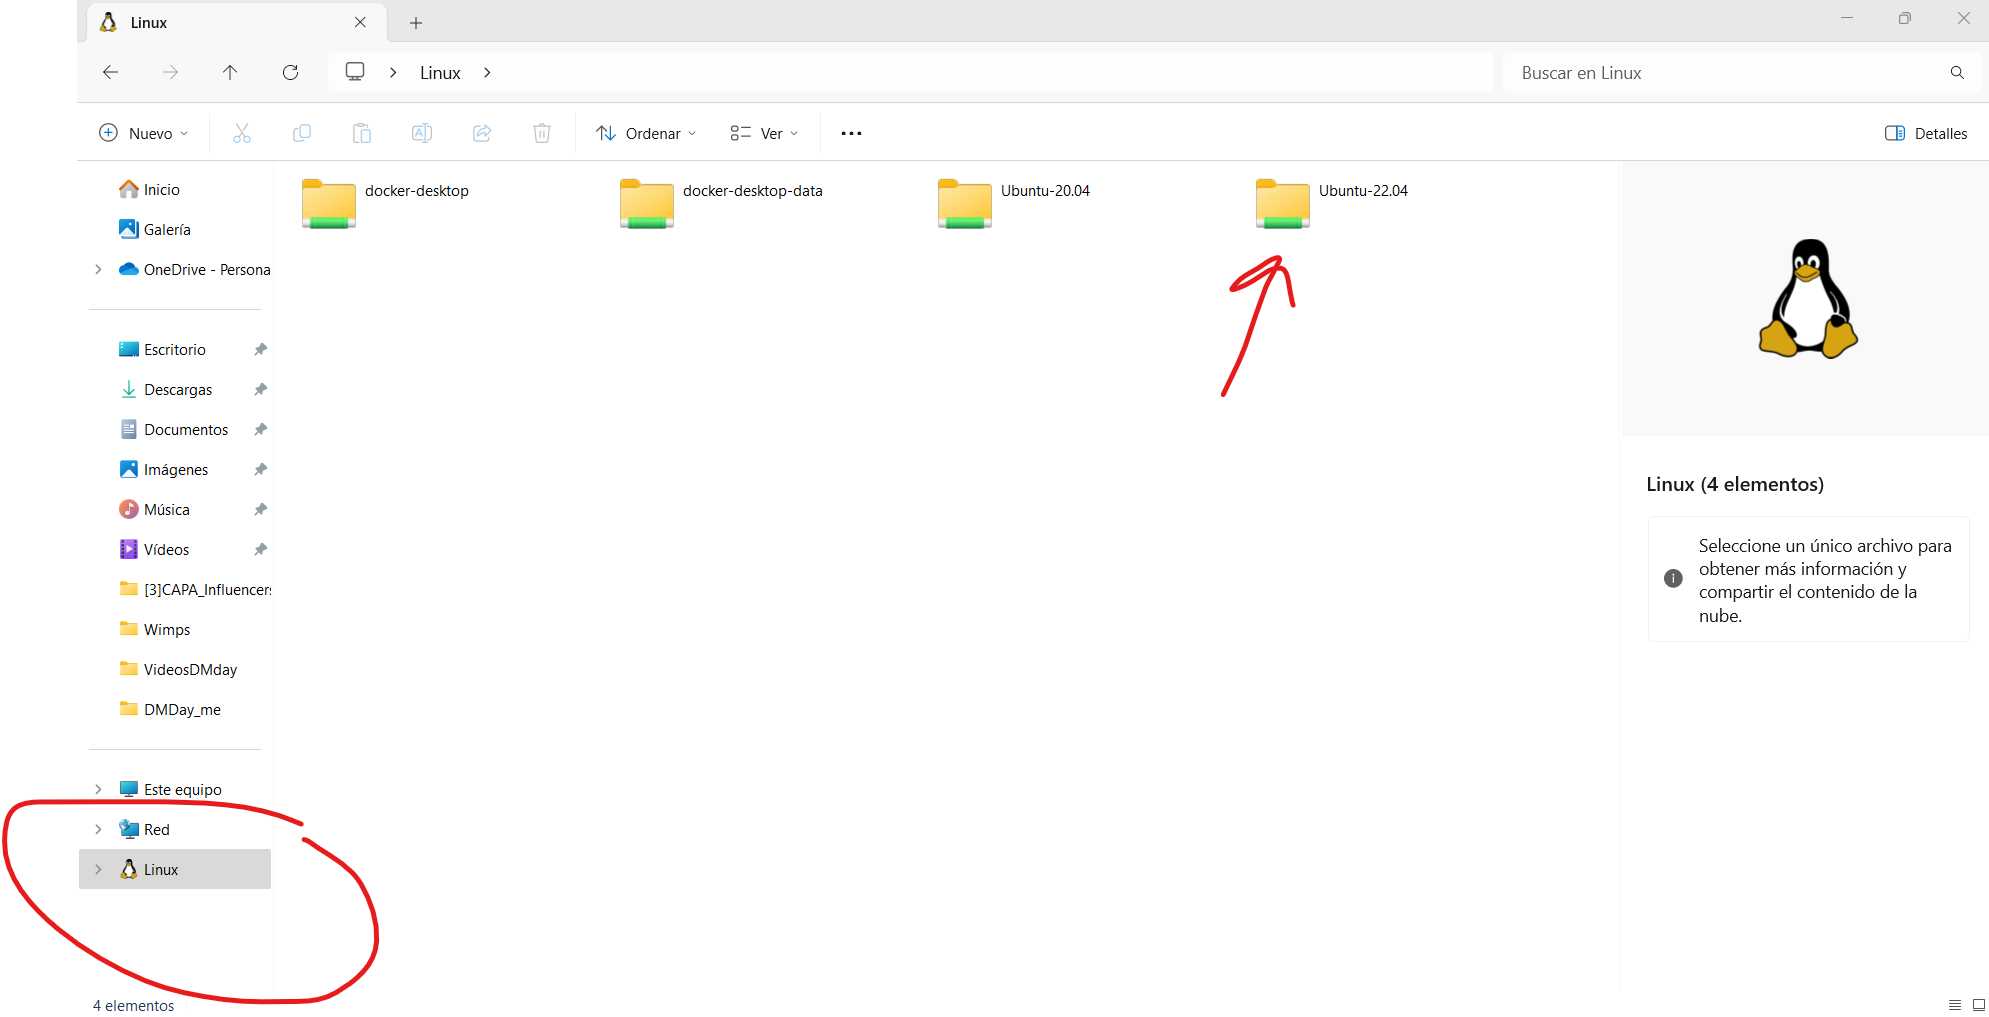 Linux
Linux
Buscar en Linux
Nuevo
Ordenar
Ver
Detalles
Inicio
Galería
OneDrive - Persona
Escritorio
Descargas
Documentos
Imágenes
Música
Vídeos
[3]CAPA_Influencers
Wimps
VideosDMday
DMDay_me
Este equipo
Red
Linux
docker-desktop
docker-desktop-data
Ubuntu-20.04
Ubuntu-22.04
Linux (4 elementos)
Seleccione un único archivo para
obtener más información y
compartir el contenido de la
nube.
4 elementos